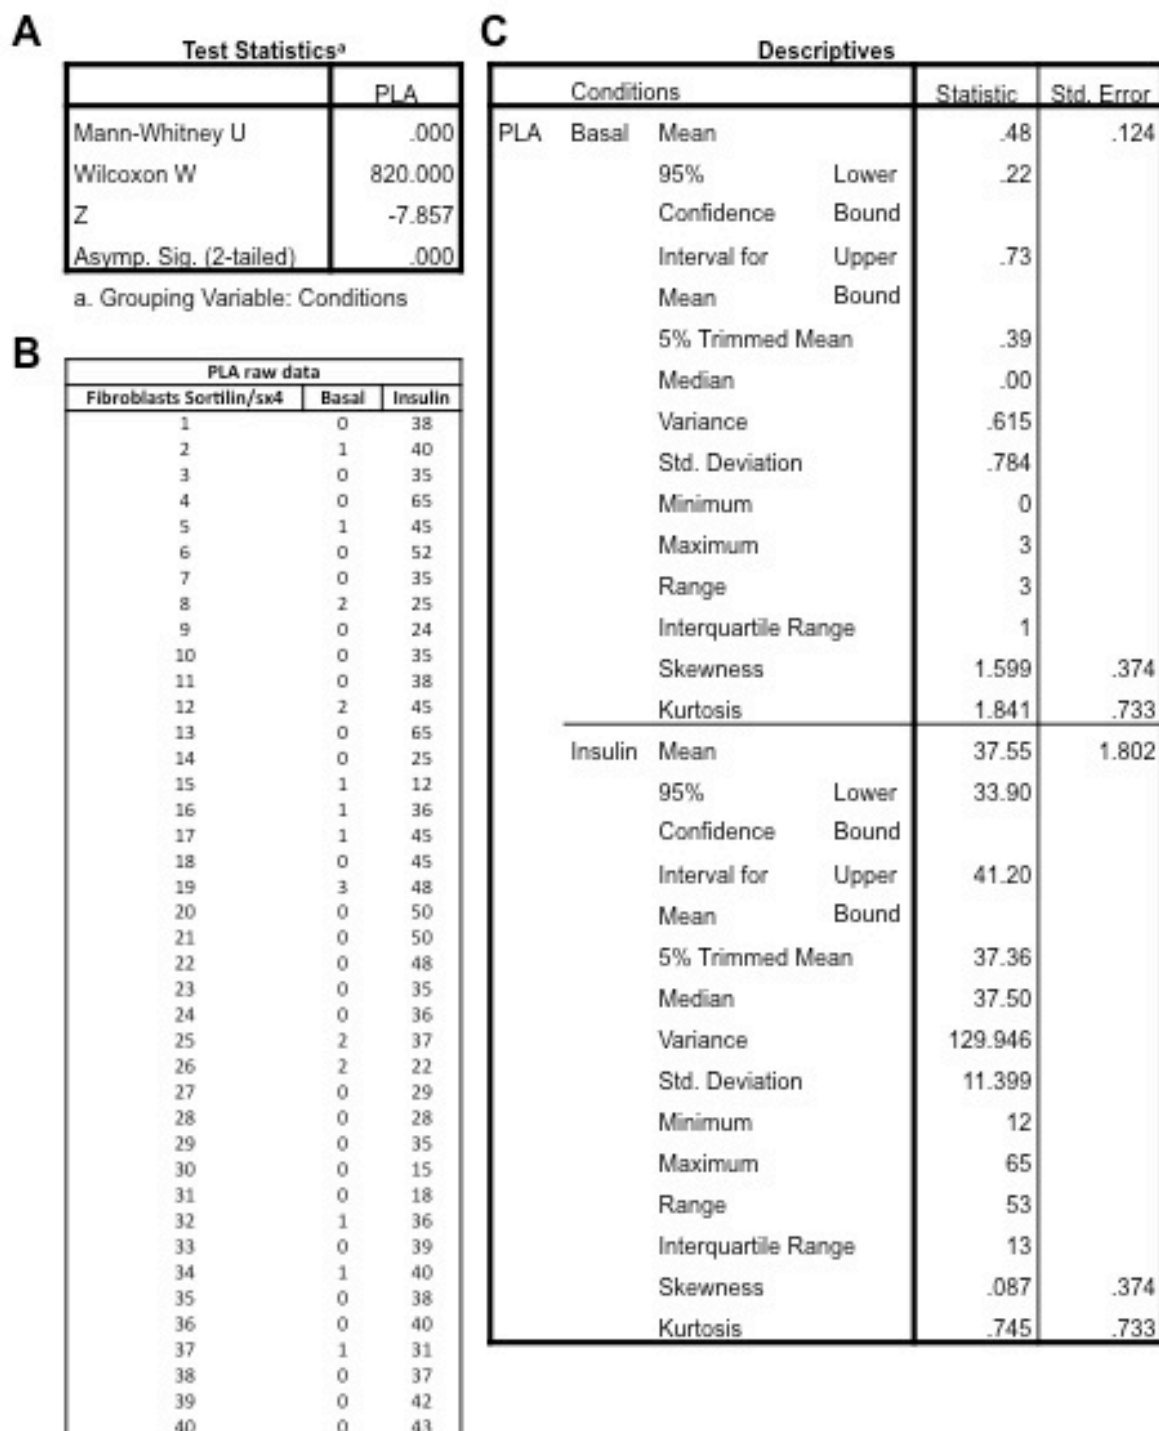 A
Test Statisticsᵃ
PLA
Mann-Whitney U .000
Wilcoxon W 820.000
Z -7.857
Asymp. Sig. (2-tailed) .000
a. Grouping Variable: Conditions
B
PLA raw data
Fibroblasts Sortilin/sx4 Basal Insulin
1 0 38
2 1 40
3 0 35
4 0 65
5 1 45
6 0 52
7 0 35
8 2 25
9 0 24
10 0 35
11 0 38
12 2 45
13 0 65
14 0 25
15 1 12
16 1 36
17 1 45
18 0 45
19 3 48
20 0 50
21 0 50
22 0 48
23 0 35
24 0 36
25 2 37
26 2 22
27 0 29
28 0 28
29 0 35
30 0 15
31 0 18
32 1 36
33 0 39
34 1 40
35 0 38
36 0 40
37 1 31
38 0 37
39 0 42
40 0 43
C
Descriptives
Conditions Statistic Std. Error
PLA Basal Mean .48 .124
95% Lower .22
Confidence Bound
Interval for Upper .73
Mean Bound
5% Trimmed Mean .39
Median .00
Variance .615
Std. Deviation .784
Minimum 0
Maximum 3
Range 3
Interquartile Range 1
Skewness 1.599 .374
Kurtosis 1.841 .733
Insulin Mean 37.55 1.802
95% Lower 33.90
Confidence Bound
Interval for Upper 41.20
Mean Bound
5% Trimmed Mean 37.36
Median 37.50
Variance 129.946
Std. Deviation 11.399
Minimum 12
Maximum 65
Range 53
Interquartile Range 13
Skewness .087 .374
Kurtosis .745 .733